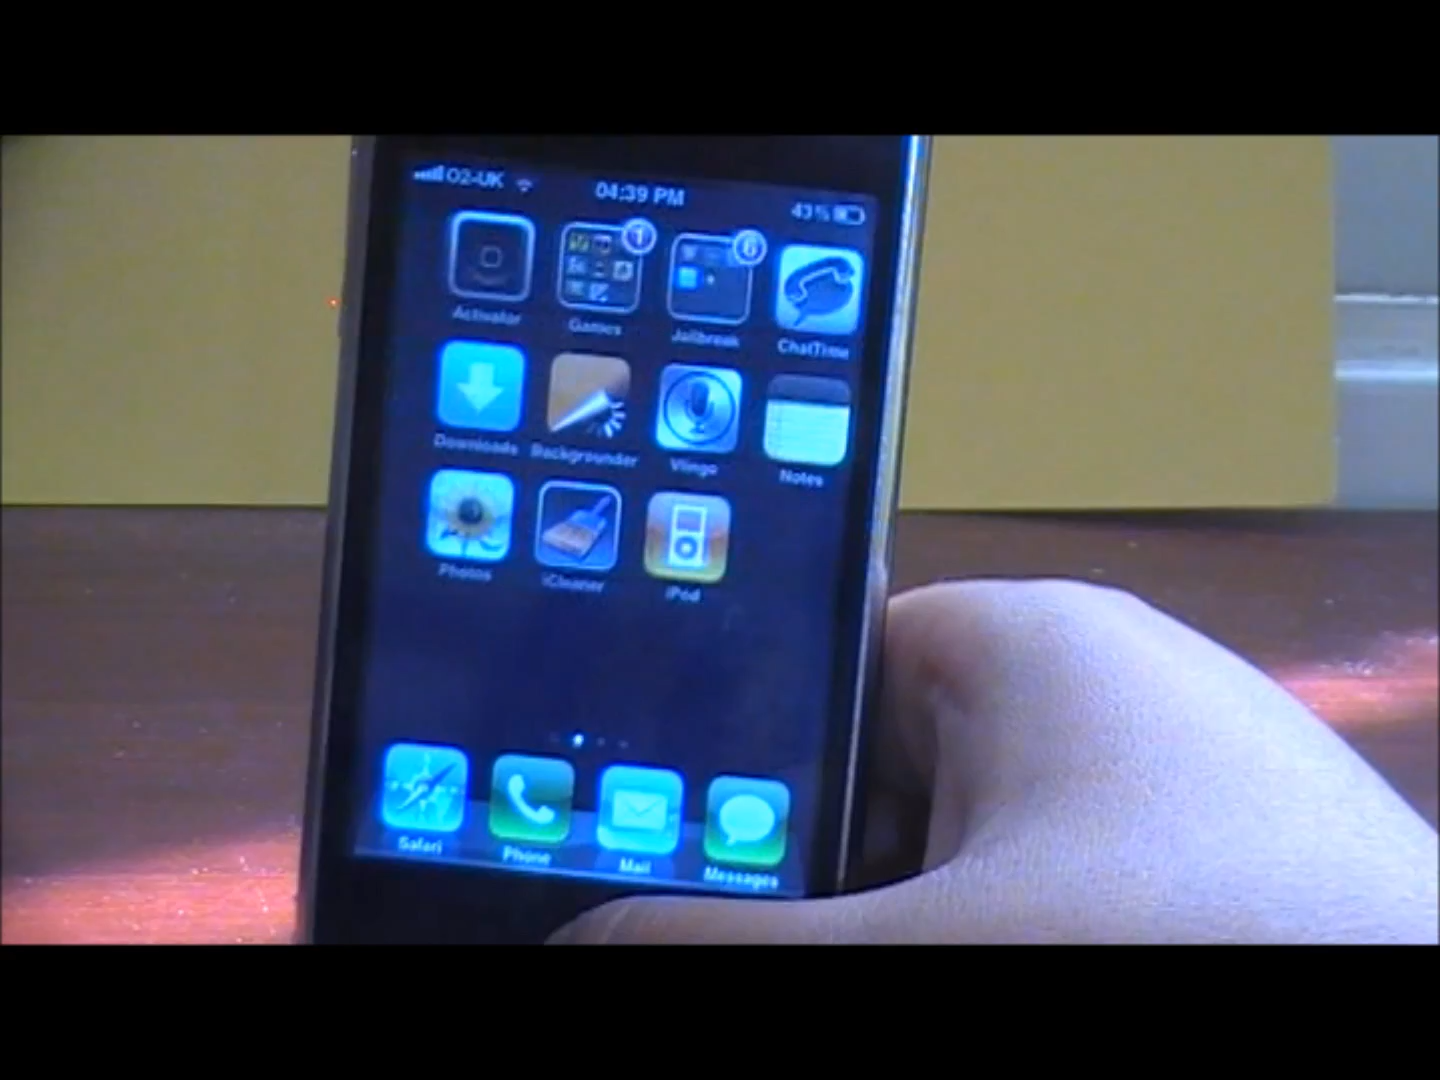 O2-UK 04:39 PM 43%
1 6
Activator Games Jailbreak ChatTime
Downloads Backgrounder Vlingo Notes
Photos iCleaner iPod
Safari Phone Mail Messages